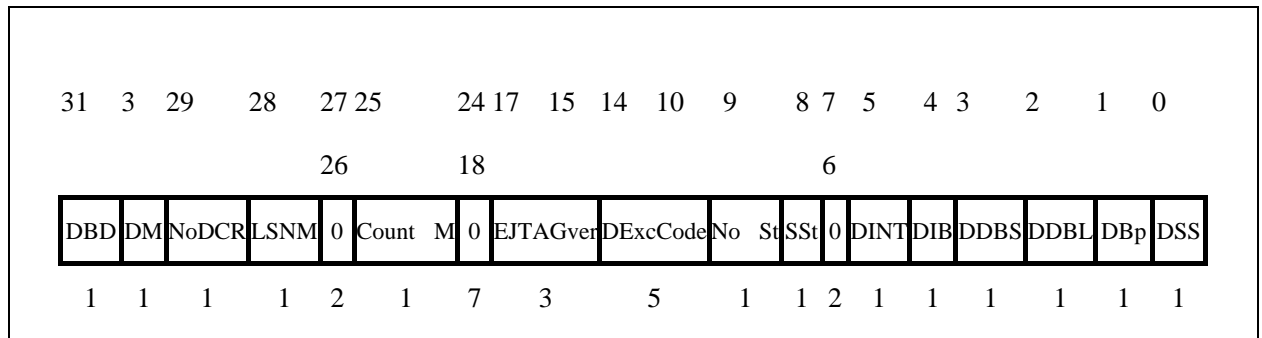 31 3 29 28 27 25 24 17 15 14 10 9 8 7 5 4 3 2 1 0
26 18 6
DBD DM NoDCR LSNM 0 Count M 0 EJTAGver DExcCode No St SSt 0 DINT DIB DDBS DDBL DBp DSS
1 1 1 1 2 1 7 3 5 1 1 2 1 1 1 1 1 1